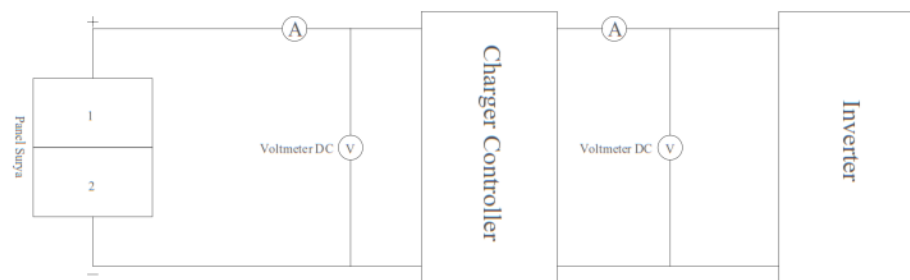 +
A
A
1
Panel Surya
Voltmeter DC
V
Charger Controller
Voltmeter DC
V
Inverter
2
—